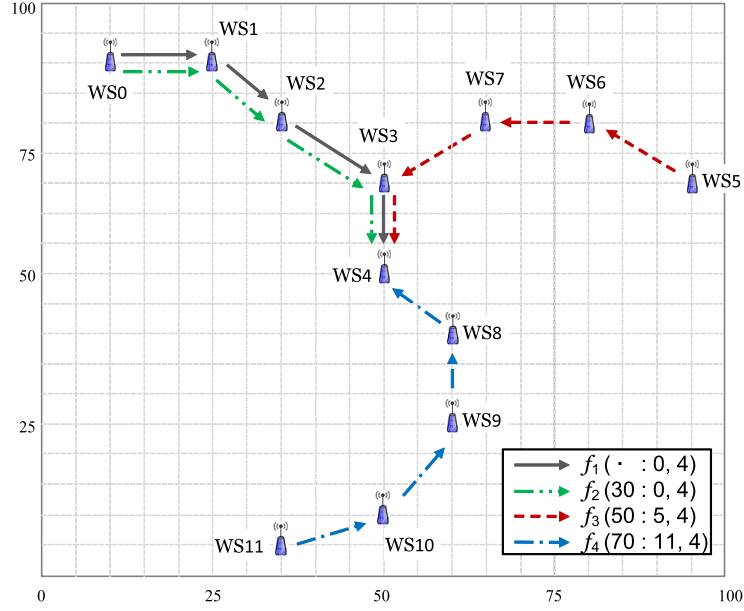 100
WS1
WS0
WS2
WS7
WS6
WS3
75
WS5
50
WS4
WS8
25
WS9
f1 ( · : 0, 4)
f2 (30 : 0, 4)
f3 (50 : 5, 4)
f4 (70 : 11, 4)
WS11
WS10
0
0
25
50
75
100